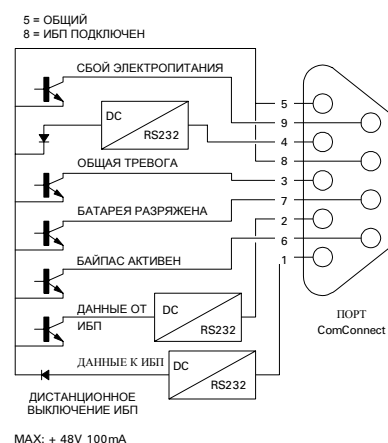 5 = ОБЩИЙ
8 = ИБП ПОДКЛЮЧЕН
СБОЙ ЭЛЕКТРОПИТАНИЯ
5
9
DC
RS232
4
8
ОБЩАЯ ТРЕВОГА
3
7
БАТАРЕЯ РАЗРЯЖЕНА
2
6
БАЙПАС АКТИВЕН
1
ДАННЫЕ ОТ
ИБП
DC
RS232
ПОРТ
ComConnect
ДАННЫЕ К ИБП
DC
RS232
ДИСТАНЦИОННОЕ
ВЫКЛЮЧЕНИЕ ИБП
MAX: + 48V 100mA